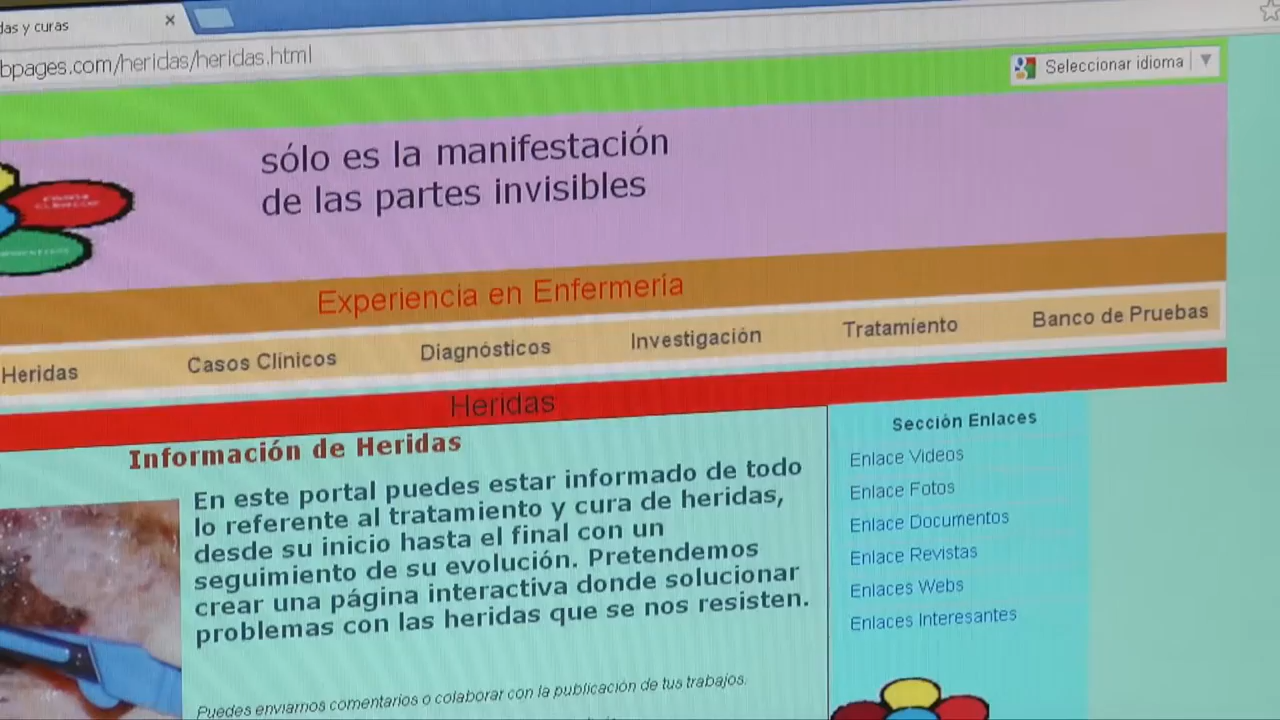 das y curas
bpages.com/heridas/heridas.html
Seleccionar idioma
sólo es la manifestación
de las partes invisibles
Experiencia en Enfermería
Heridas
Casos Clínicos
Diagnósticos
Investigación
Tratamiento
Banco de Pruebas
Heridas
Información de Heridas
En este portal puedes estar informado de todo
lo referente al tratamiento y cura de heridas,
desde su inicio hasta el final con un
seguimiento de su evolución. Pretendemos
crear una página interactiva donde solucionar
problemas con las heridas que se nos resisten.
Puedes enviarnos comentarios o colaborar con la publicación de tus trabajos.
Sección Enlaces
Enlace Videos
Enlace Fotos
Enlace Documentos
Enlace Revistas
Enlaces Webs
Enlaces Interesantes